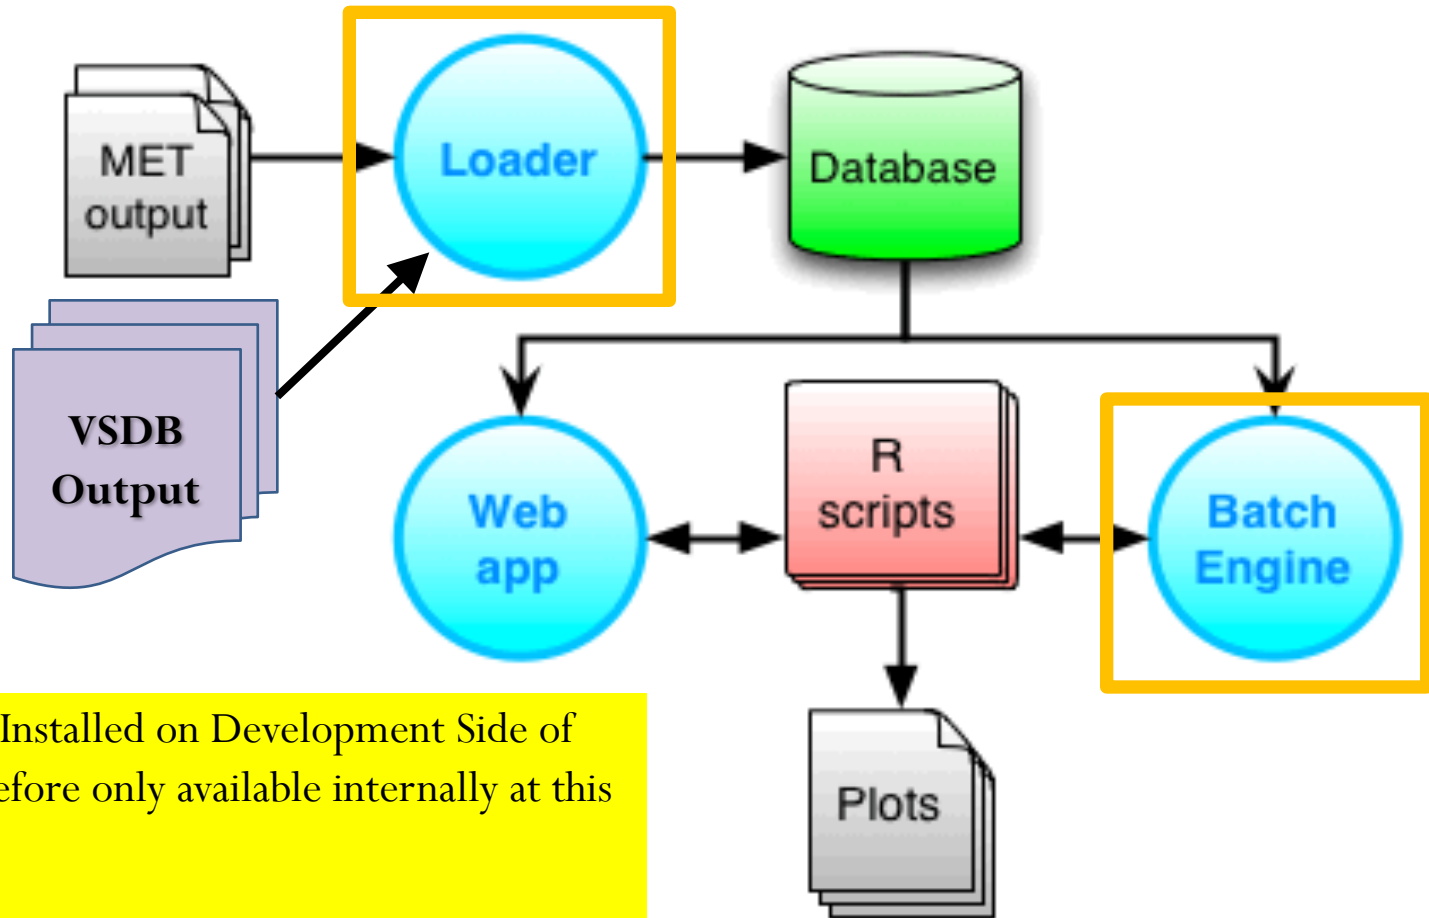 MET
output
Loader
Database
VSDB
Output
Web
app
R
scripts
Batch
Engine
Installed on Development Side of
only available internally at this
Plots